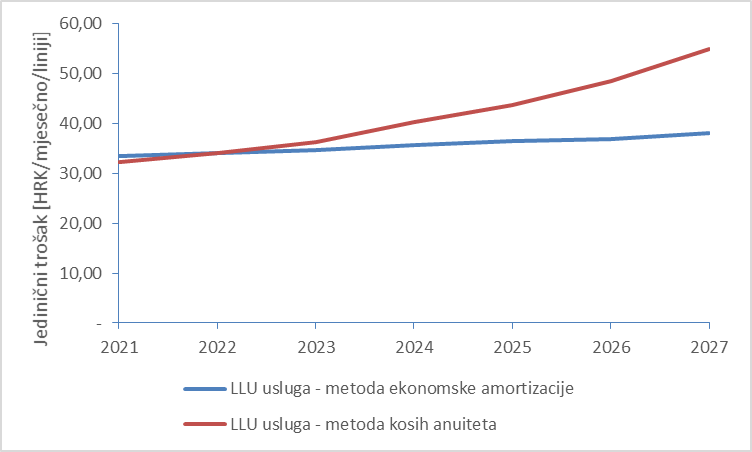 Jedinični trošak [HRK/mjesečno/liniji]
60,00
50,00
40,00
30,00
20,00
10,00
-
2021 2022 2023 2024 2025 2026 2027
LLU usluga - metoda ekonomske amortizacije
LLU usluga - metoda kosih anuiteta